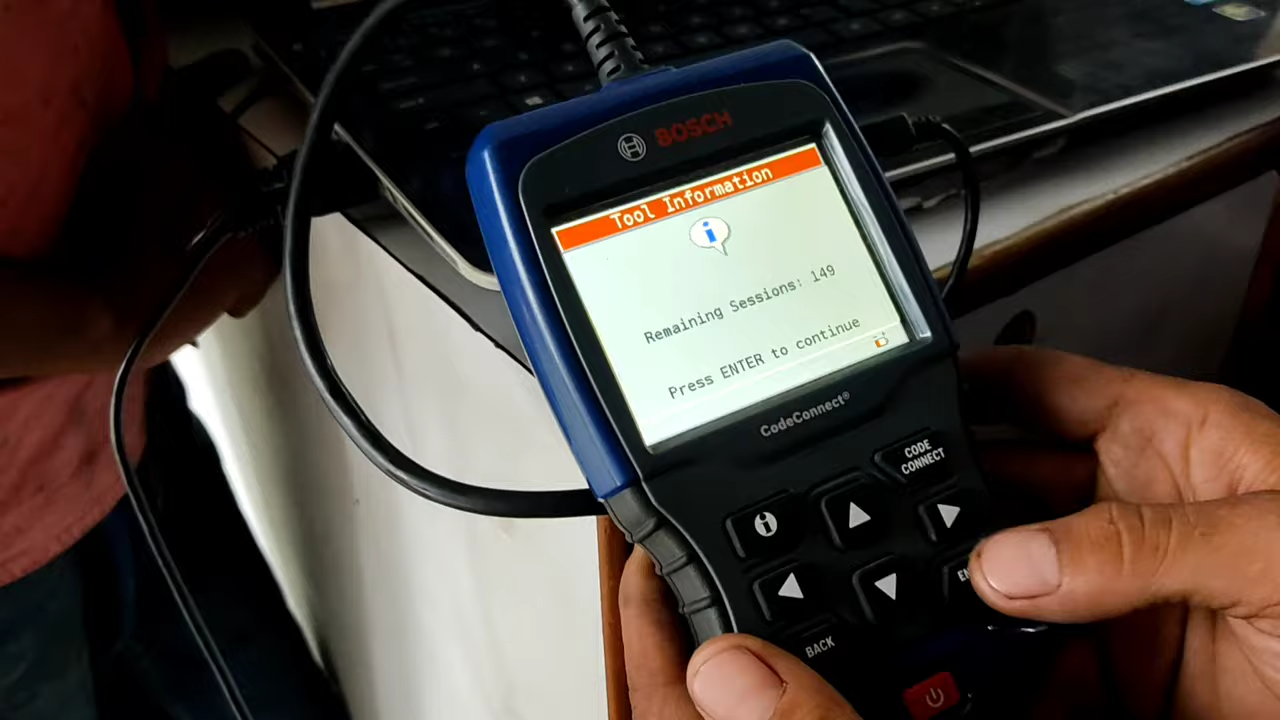 BOSCH
Tool Information
Remaining Sessions: 149
Press ENTER to continue
CodeConnect®
CODE
CONNECT
BACK